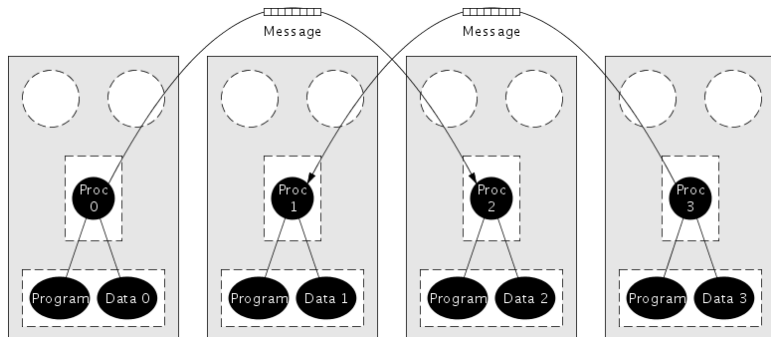 Message
Message
Proc 0
Proc 1
Proc 2
Proc 3
Program
Data 0
Program
Data 1
Program
Data 2
Program
Data 3